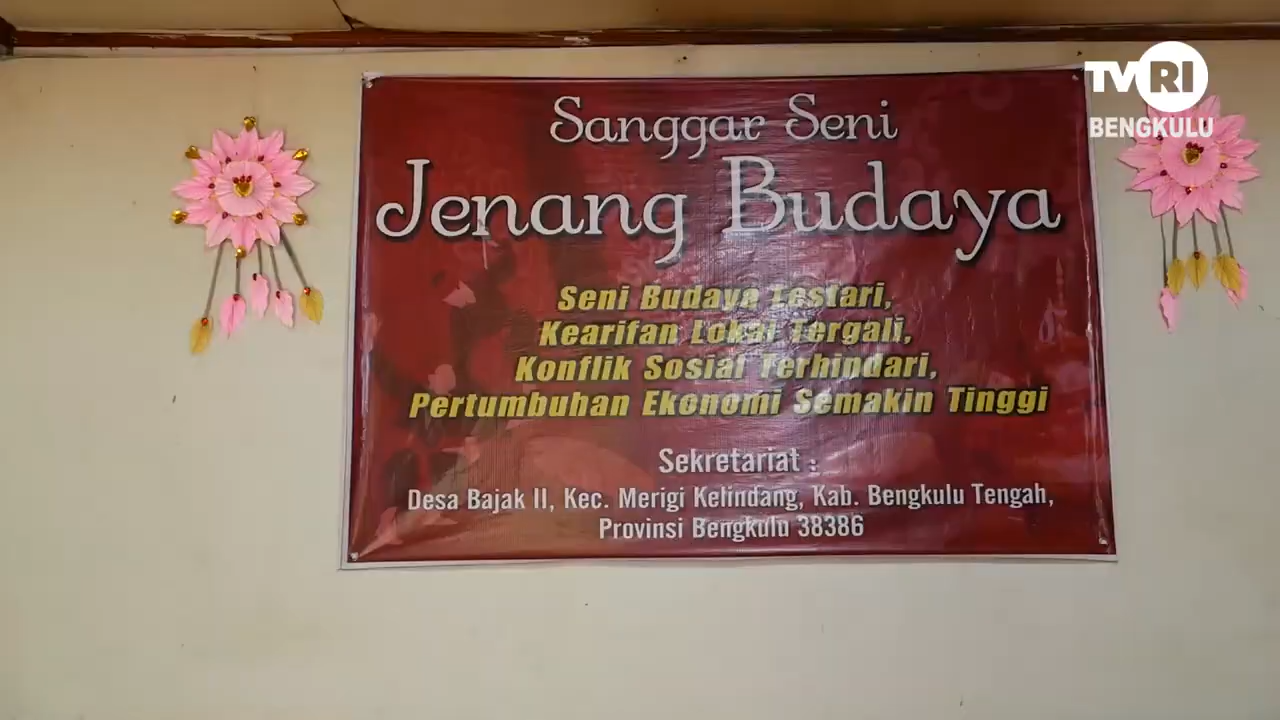 TVRI
BENGKULU
Sanggar Seni
Jenang Budaya
Seni Budaya Lestari,
Kearifan Lokal Tergali,
Konflik Sosial Terhindari,
Pertumbuhan Ekonomi Semakin Tinggi
Sekretariat :
Desa Bajak II, Kec. Merigi Kelindang, Kab. Bengkulu Tengah,
Provinsi Bengkulu 38386